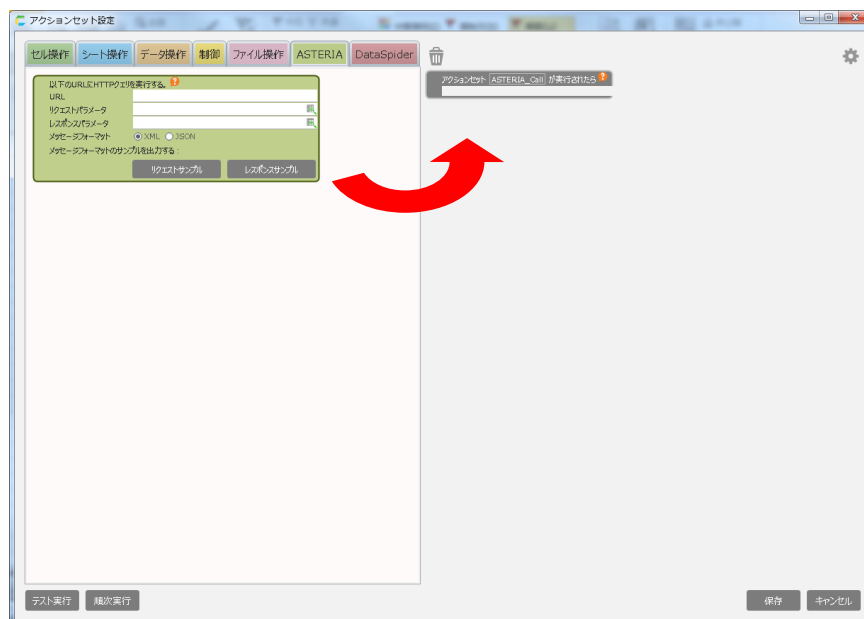 アクションセット設定
セル操作 シート操作 データ操作 制御 ファイル操作 ASTERIA DataSpider
以下のURLにHTTPクエリを実行する。
URL
リクエストパラメータ
レスポンスパラメータ
メッセージフォーマット XML JSON
メッセージフォーマットのサンプルを出力する :
リクエストサンプル レスポンスサンプル
アクションセット ASTERIA_Call が実行されたら
テスト実行 順次実行 保存 キャンセル